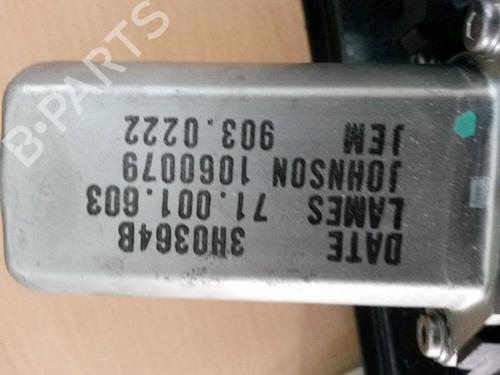 DATE 3H0364B
LAMES 71.001.603
JOHNSON 1060079
JEM 903.0222
B-PARTS